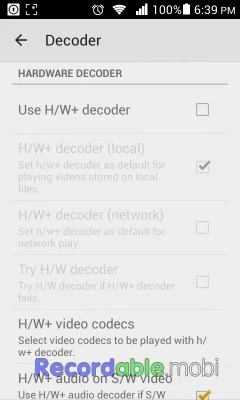 100% 6:39 PM
Decoder
HARDWARE DECODER
Use H/W+ decoder
H/W+ decoder (local)
Set h/w+ decoder as default for
playing videos stored on local
files.
H/W+ decoder (network)
Set h/w+ decoder as default for
network play.
Try H/W decoder
Try H/W decoder if H/W+ decoder
fails.
H/W+ video codecs
Select video codecs to be played with h/
w+ decoder.
Recordable.mobi
H/W+ audio on S/W video
Use H/W+ audio decoder if S/W